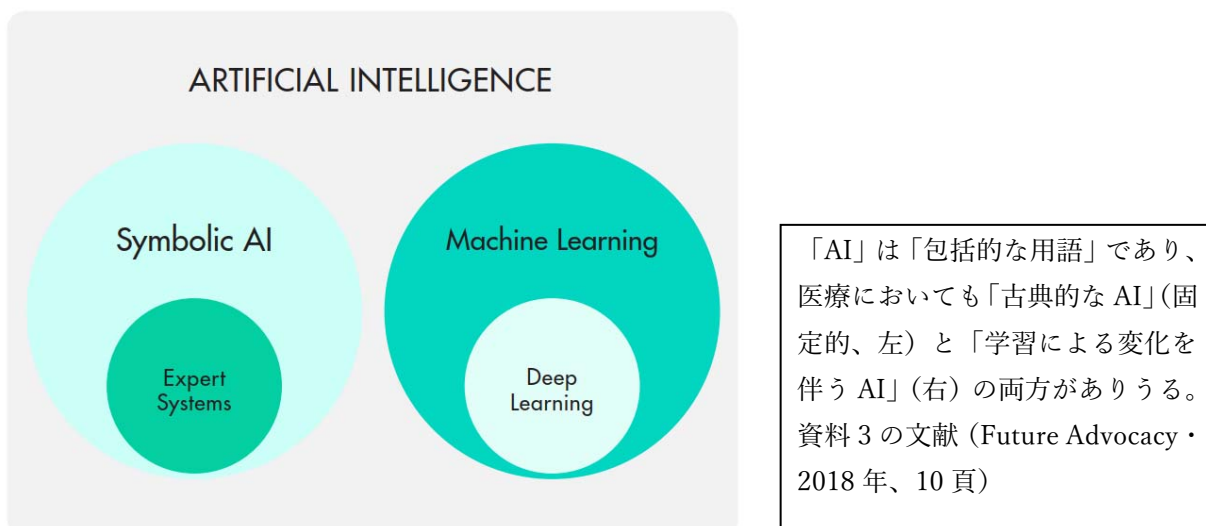 ARTIFICIAL INTELLIGENCE
Symbolic AI
Expert
Systems
Machine Learning
Deep
Learning
「AI」は「包括的な用語」であり、
医療においても「古典的な AI」（固
定的、左）と「学習による変化を
伴う AI」（右）の両方がありうる。
資料 3 の文献（Future Advocacy・
2018 年、10 頁）